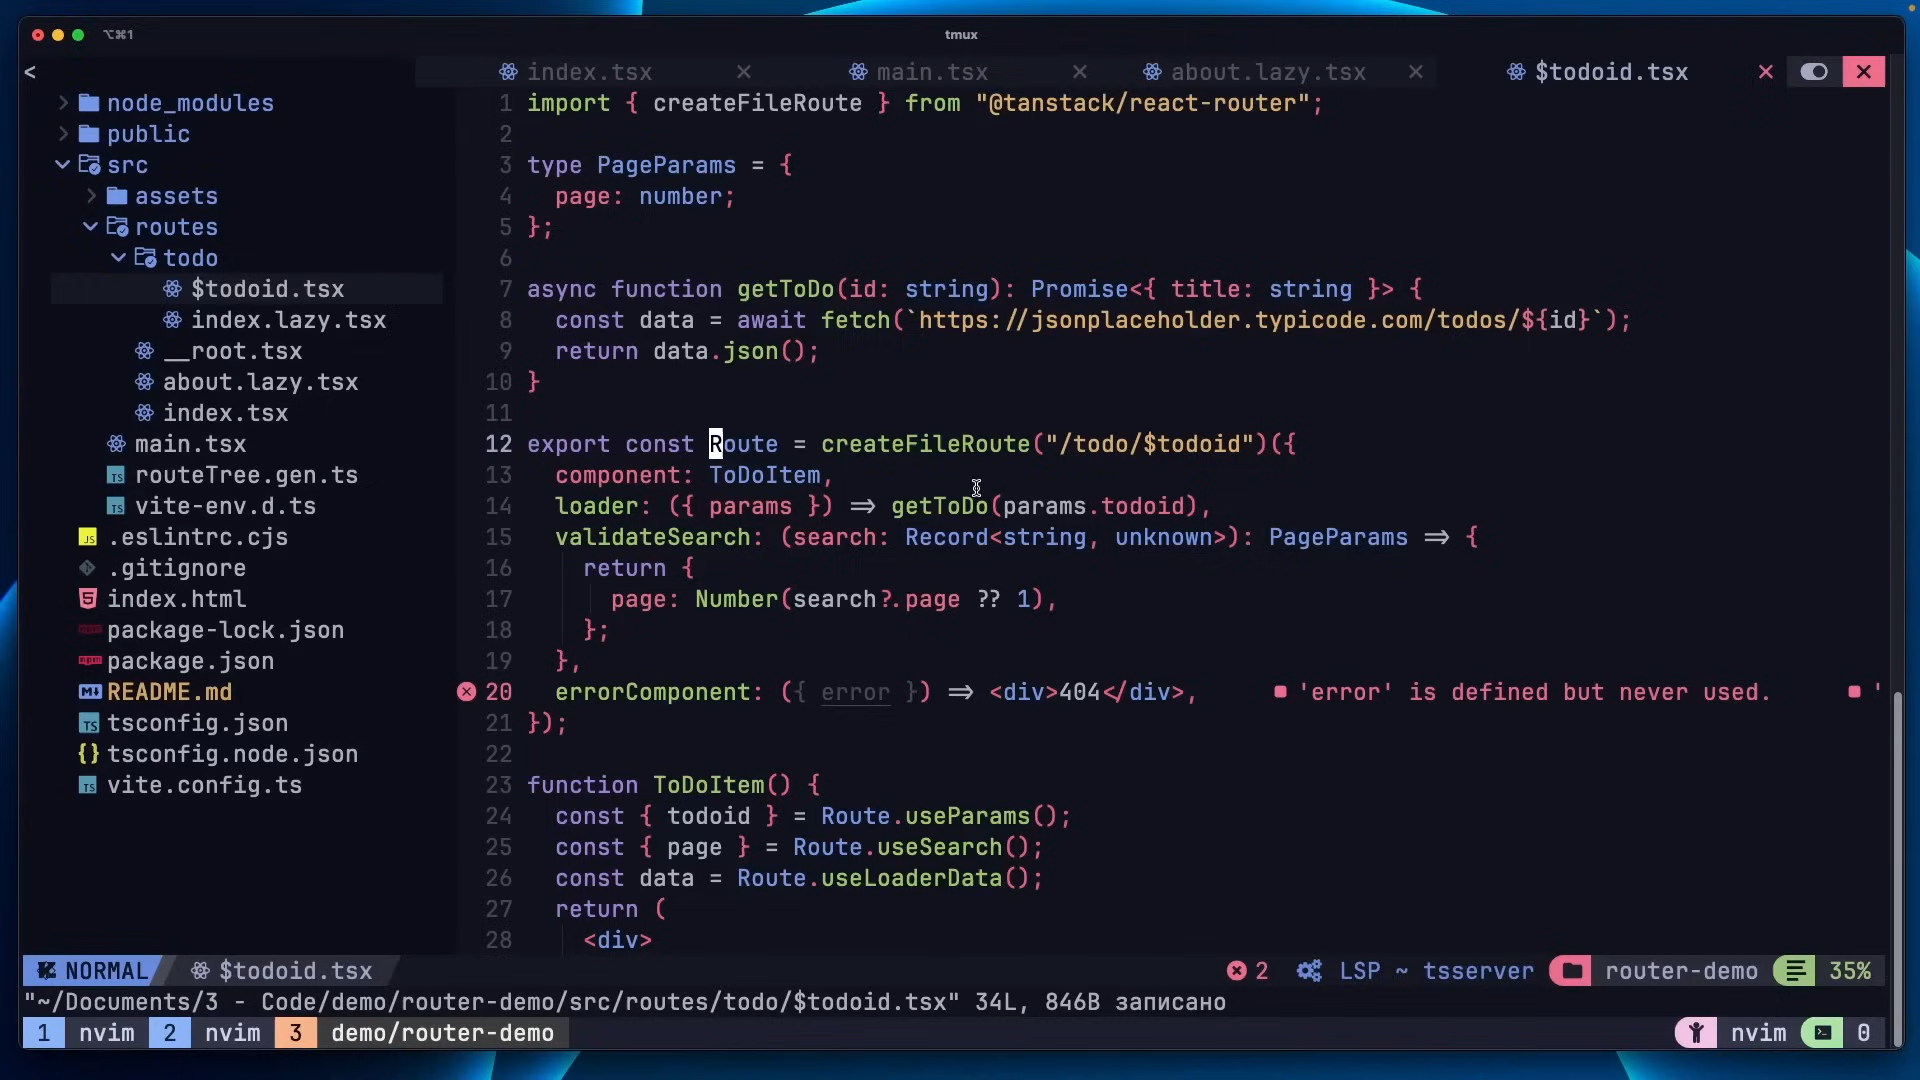 ⌥⌘1 tmux
< index.tsx × main.tsx × about.lazy.tsx × $todoid.tsx ×
node_modules
public
src
assets
routes
todo
$todoid.tsx
index.lazy.tsx
__root.tsx
about.lazy.tsx
index.tsx
main.tsx
routeTree.gen.ts
vite-env.d.ts
.eslintrc.cjs
.gitignore
index.html
package-lock.json
package.json
README.md
tsconfig.json
tsconfig.node.json
vite.config.ts
1 import { createFileRoute } from "@tanstack/react-router";
2
3 type PageParams = {
4   page: number;
5 };
6
7 async function getToDo(id: string): Promise<{ title: string }> {
8   const data = await fetch(`https://jsonplaceholder.typicode.com/todos/${id}`);
9   return data.json();
10 }
11
12 export const Route = createFileRoute("/todo/$todoid")({
13   component: ToDoItem,
14   loader: ({ params }) => getToDo(params.todoid),
15   validateSearch: (search: Record<string, unknown>): PageParams => {
16     return {
17       page: Number(search?.page ?? 1),
18     };
19   },
20   errorComponent: ({ error }) => <div>404</div>, 'error' is defined but never used. '
21 });
22
23 function ToDoItem() {
24   const { todoid } = Route.useParams();
25   const { page } = Route.useSearch();
26   const data = Route.useLoaderData();
27   return (
28     <div>
NORMAL $todoid.tsx 2 LSP ~ tsserver router-demo 35%
"~/Documents/3 - Code/demo/router-demo/src/routes/todo/$todoid.tsx" 34L, 846B записано
1 nvim 2 nvim 3 demo/router-demo nvim 0